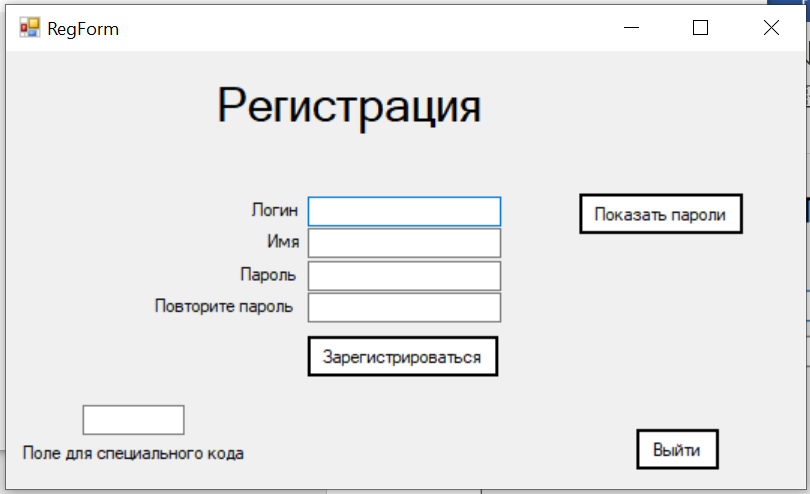 RegForm
Регистрация
Логин
Показать пароли
Имя
Пароль
Повторите пароль
Зарегистрироваться
Поле для специального кода
Выйти